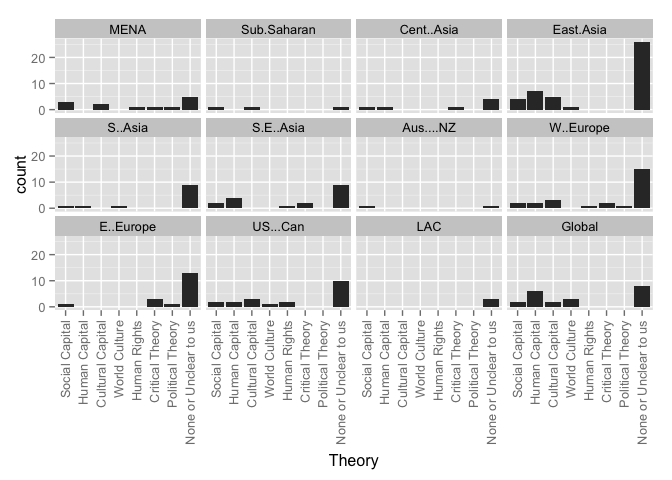 MENA Sub.Saharan Cent..Asia East.Asia
20
10
0
S..Asia S.E..Asia Aus....NZ W..Europe
count
20
10
0
E..Europe US...Can LAC Global
20
10
0
Social Capital
Human Capital
Cultural Capital
World Culture
Human Rights
Critical Theory
Political Theory
None or Unclear to us
Social Capital
Human Capital
Cultural Capital
World Culture
Human Rights
Critical Theory
Political Theory
None or Unclear to us
Social Capital
Human Capital
Cultural Capital
World Culture
Human Rights
Critical Theory
Political Theory
None or Unclear to us
Social Capital
Human Capital
Cultural Capital
World Culture
Human Rights
Critical Theory
Political Theory
None or Unclear to us
Theory